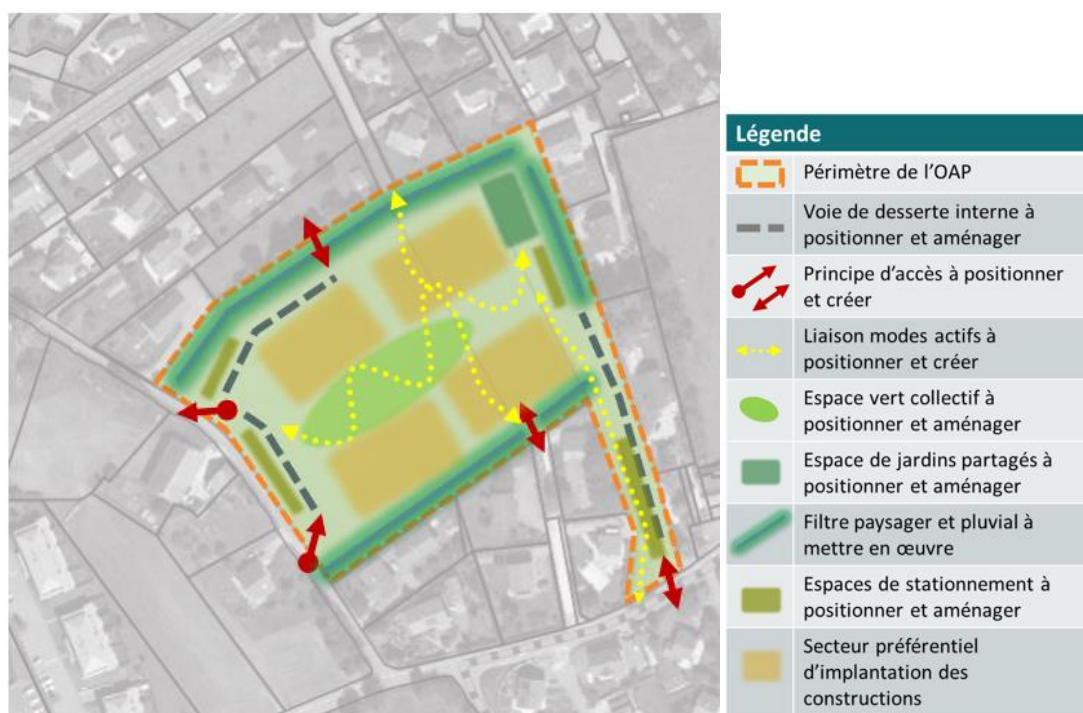 Légende
Périmètre de l’OAP
Voie de desserte interne à
positionner et aménager
Principe d’accès à positionner
et créer
Liaison modes actifs à
positionner et créer
Espace vert collectif à
positionner et aménager
Espace de jardins partagés à
positionner et aménager
Filtre paysager et pluvial à
mettre en œuvre
Espaces de stationnement à
positionner et aménager
Secteur préférentiel
d’implantation des
constructions